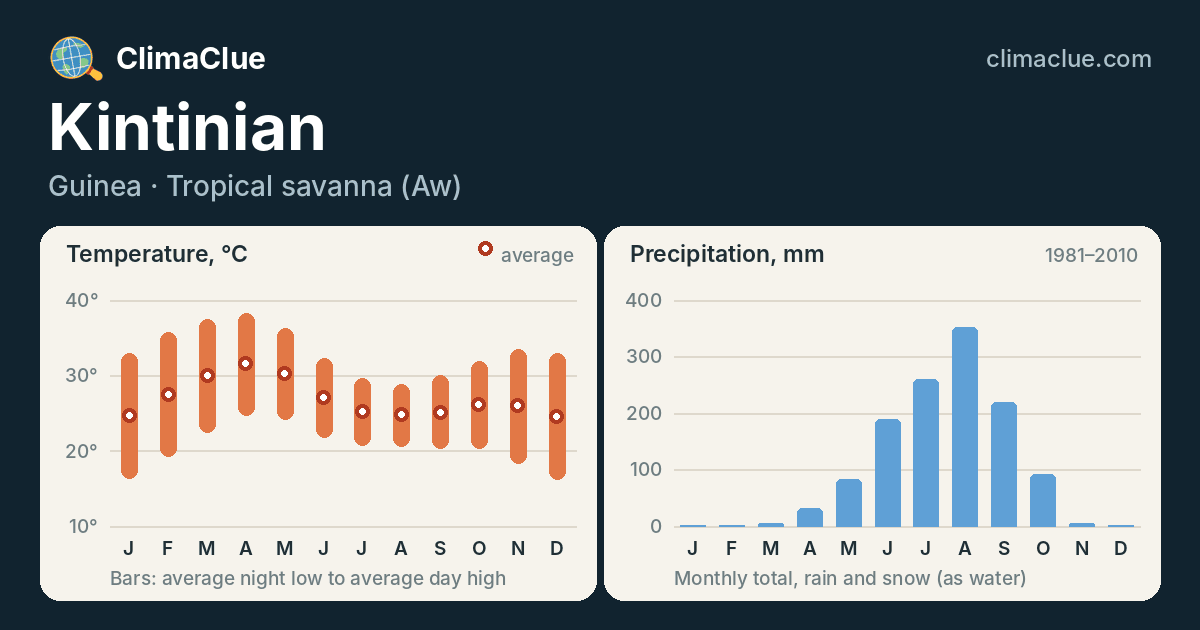 ClimaClue
climaclue.com
Kintinian
Guinea · Tropical savanna (Aw)
Temperature, °C
average
40°
30°
20°
10°
J F M A M J J A S O N D
Bars: average night low to average day high
Precipitation, mm
1981–2010
400
300
200
100
0
J F M A M J J A S O N D
Monthly total, rain and snow (as water)